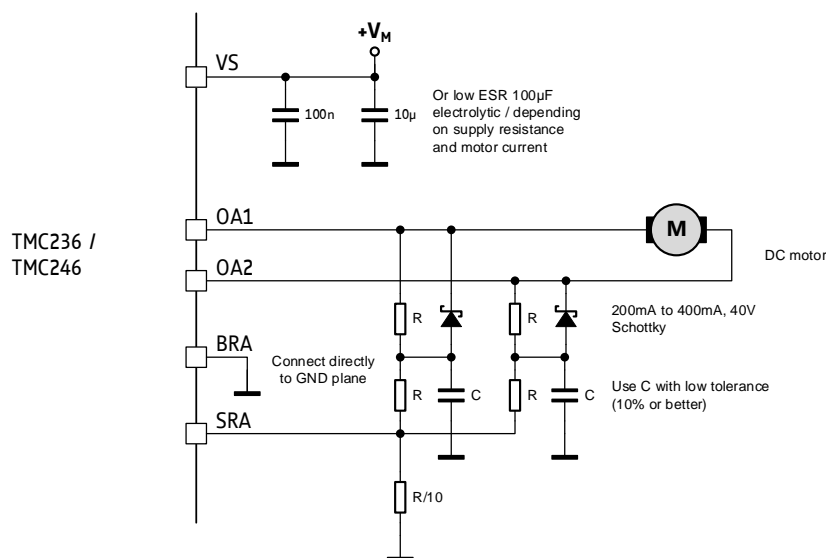 +VM
VS
100n
10µ
Or low ESR 100µF
electrolytic / depending
on supply resistance
and motor current
OA1
M
TMC236 /
TMC246
OA2
DC motor
R
R
200mA to 400mA, 40V
Schottky
BRA
Connect directly
to GND plane
R
C
R
C
Use C with low tolerance
(10% or better)
SRA
R/10